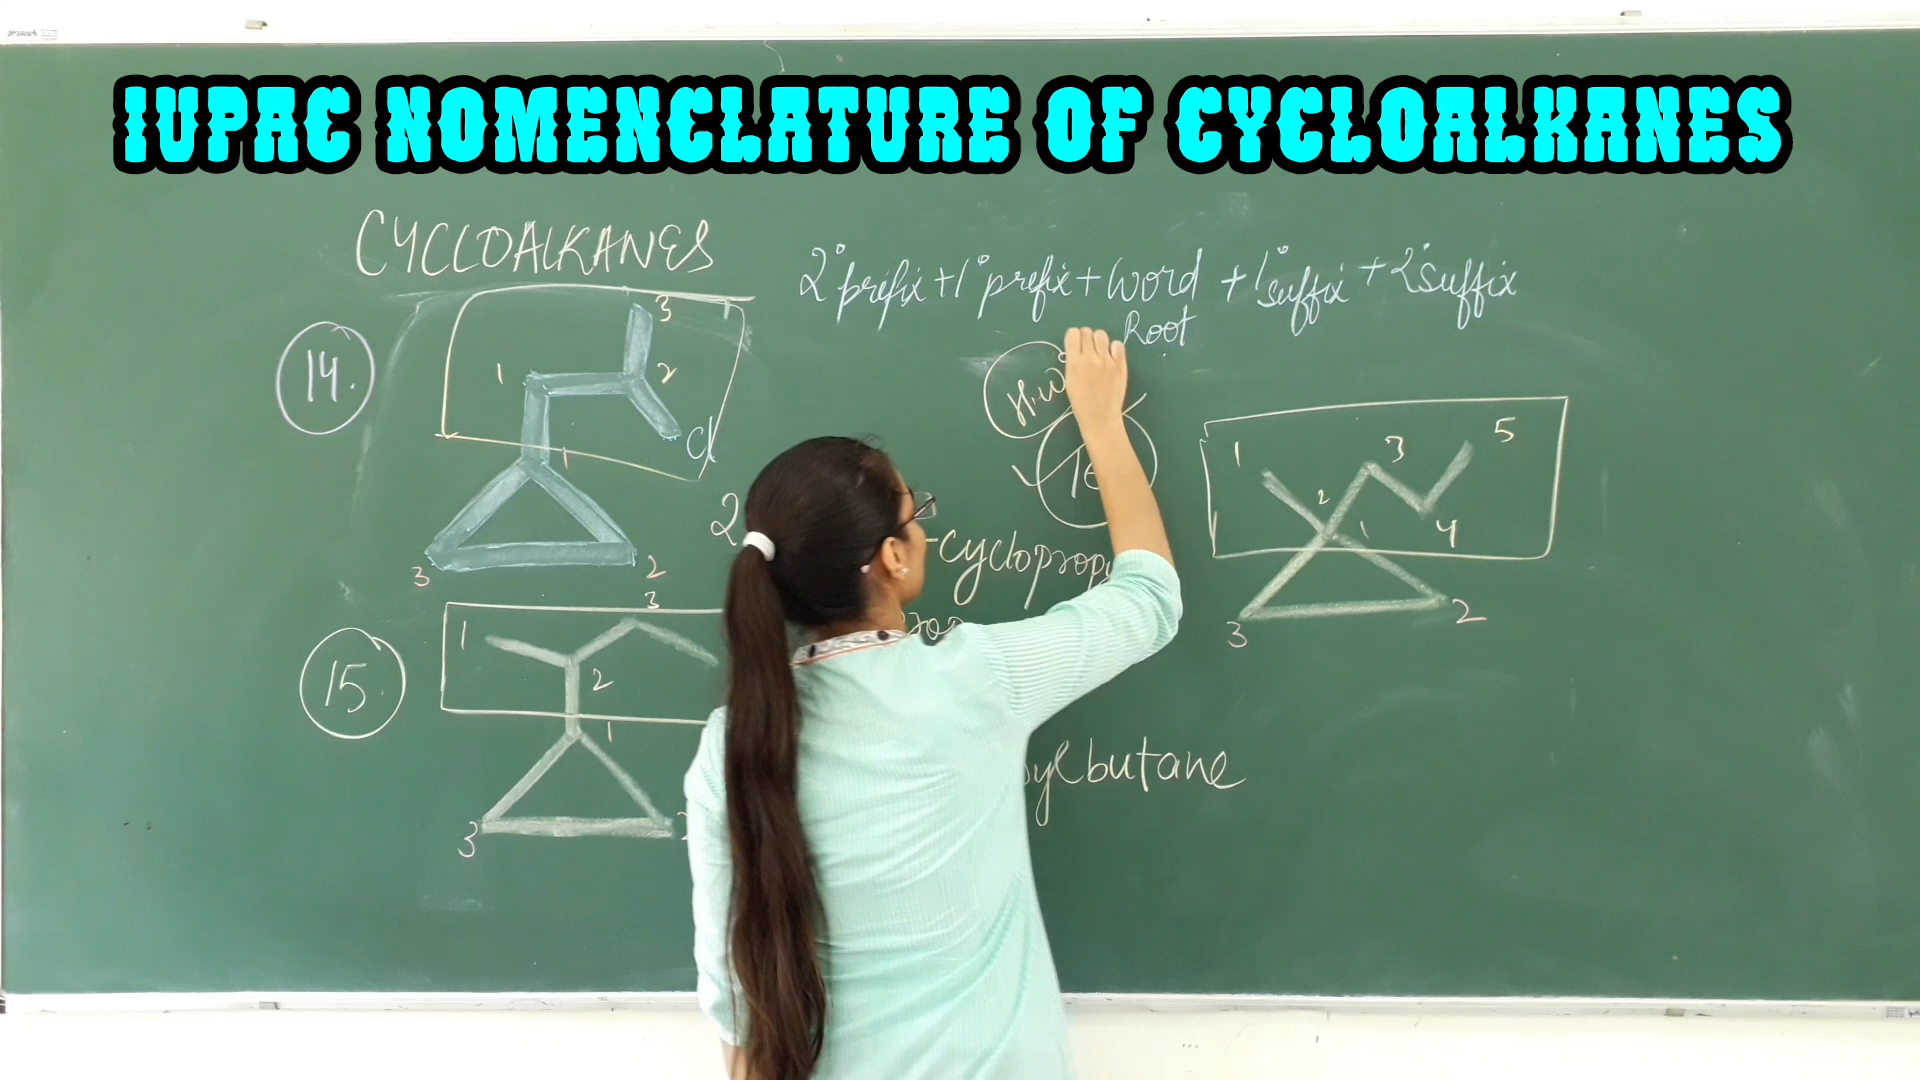 IUPAC NOMENCLATURE OF CYCLOALKANES
CYCLOALKANES
2° prefix + 1° prefix + Word + 1° suffix + 2° suffix
Root
14.
3
1
2
Cl
1
3
2
H.W
2
-cycloprop
15.
1
3
2
1
3
yl butane
1
2
3
5
1
4
3
2